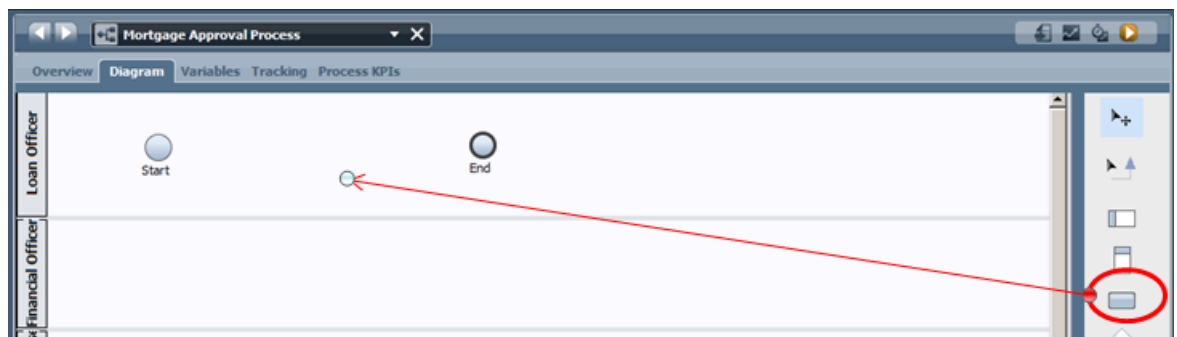 Mortgage Approval Process
Overview Diagram Variables Tracking Process KPIs
Loan Officer
Start
End
Financial Officer